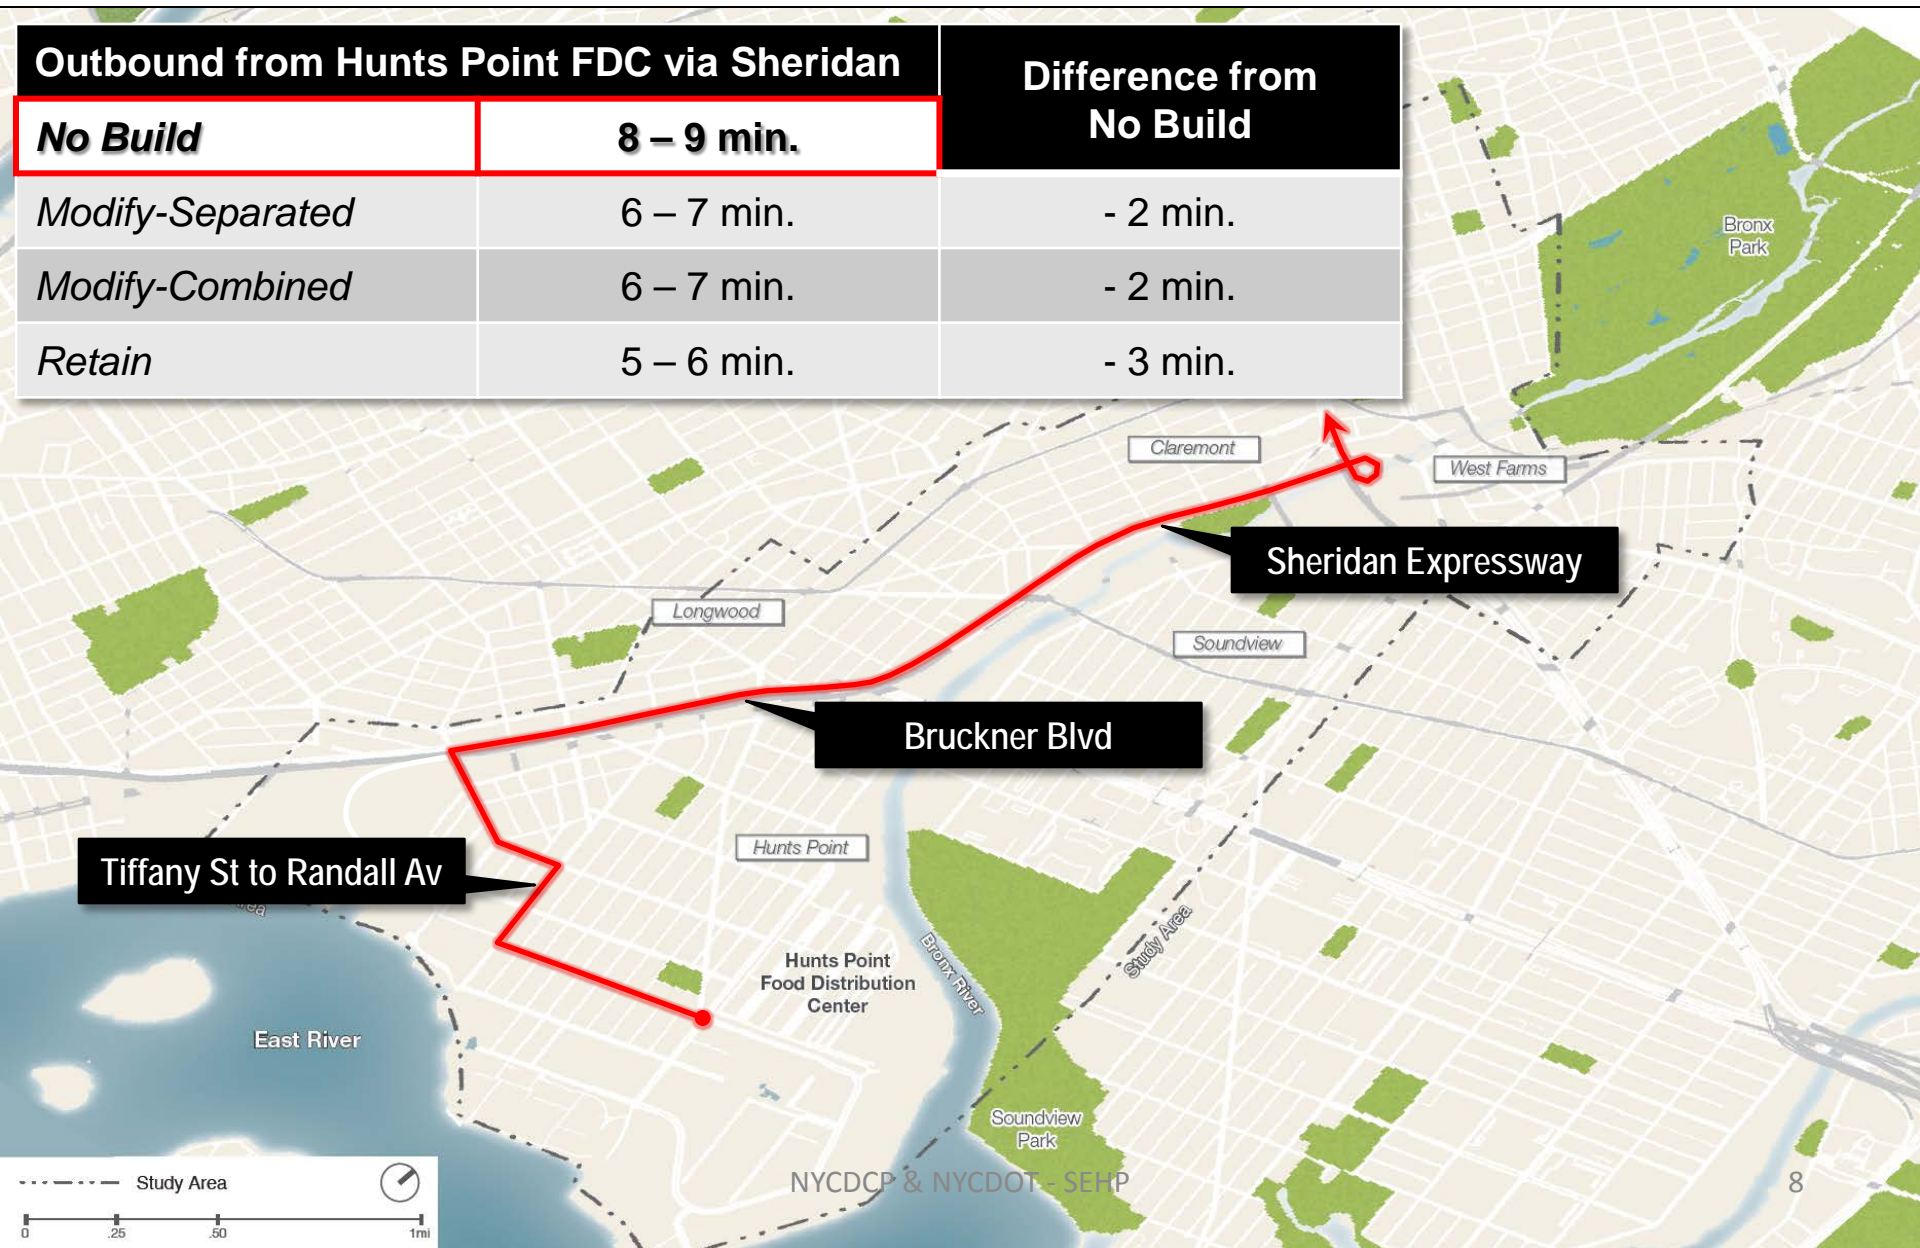 Outbound from Hunts Point FDC via Sheridan
Difference from
No Build
No Build
8 – 9 min.
Modify-Separated
6 – 7 min.
- 2 min.
Modify-Combined
6 – 7 min.
- 2 min.
Retain
5 – 6 min.
- 3 min.
Bronx
Park
Claremont
West Farms
Sheridan Expressway
Longwood
Soundview
Bruckner Blvd
Hunts Point
Tiffany St to Randall Av
Study Area
Hunts Point
Food Distribution
Center
Bronx River
East River
Soundview
Park
Study Area
0 .25 .50 1mi
NYCDCP & NYCDOT - SEHP
8